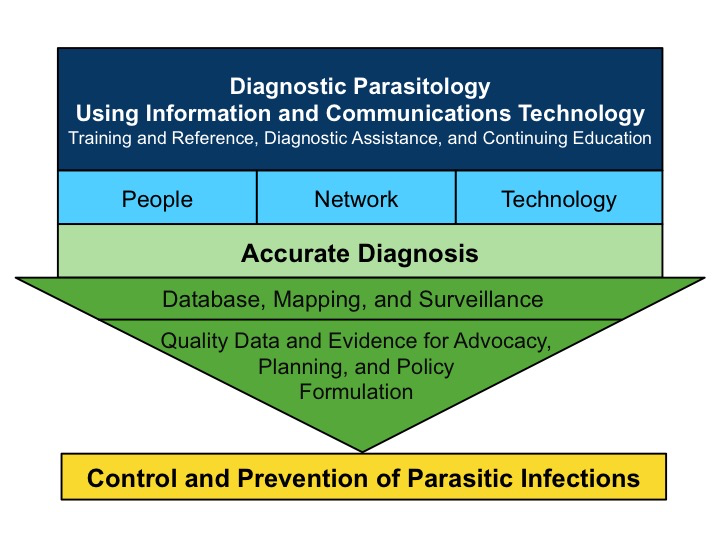 Diagnostic Parasitology
Using Information and Communications Technology
Training and Reference, Diagnostic Assistance, and Continuing Education
People
Network
Technology
Accurate Diagnosis
Database, Mapping, and Surveillance
Quality Data and Evidence for Advocacy,
Planning, and Policy
Formulation
Control and Prevention of Parasitic Infections